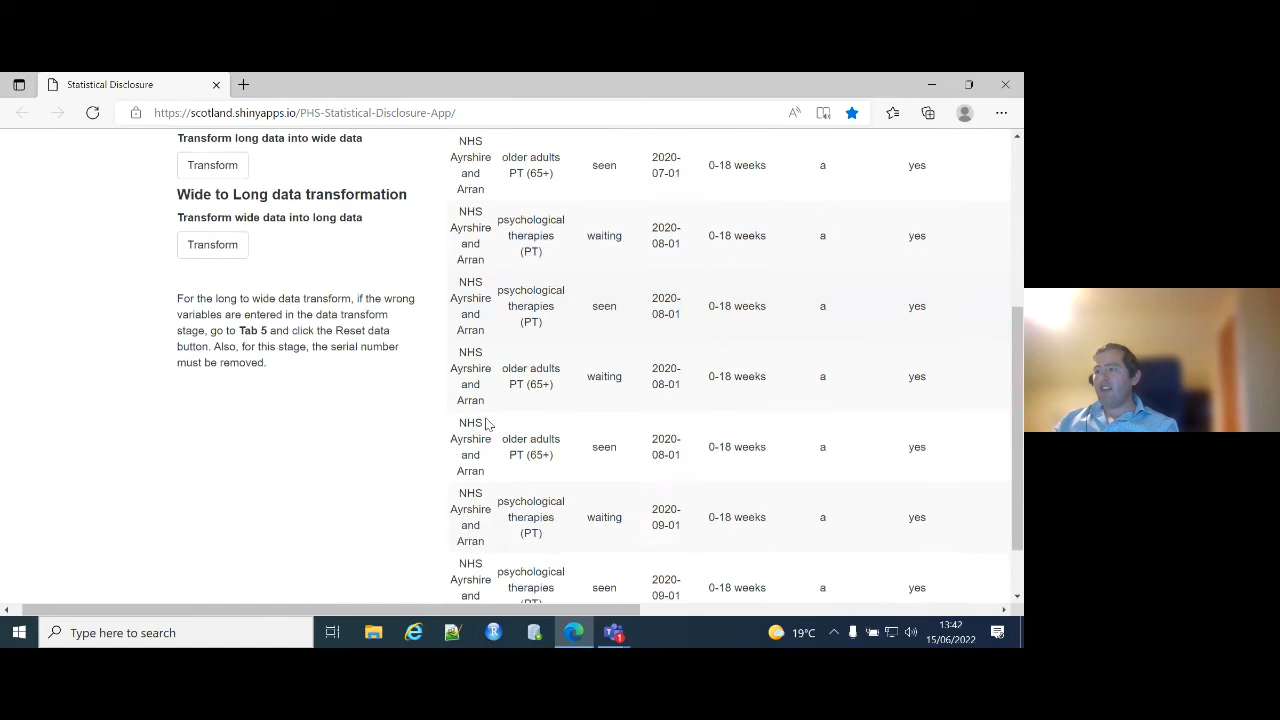 Statistical Disclosure
https://scotland.shinyapps.io/PHS-Statistical-Disclosure-App/
Transform long data into wide data
Transform
Wide to Long data transformation
Transform wide data into long data
Transform
For the long to wide data transform, if the wrong
variables are entered in the data transform
stage, go to Tab 5 and click the Reset data
button. Also, for this stage, the serial number
must be removed.
NHS
Ayrshire
and
Arran
older adults
PT (65+)
seen
2020-
07-01
0-18 weeks
a
yes
NHS
Ayrshire
and
Arran
psychological
therapies
(PT)
waiting
2020-
08-01
0-18 weeks
a
yes
NHS
Ayrshire
and
Arran
psychological
therapies
(PT)
seen
2020-
08-01
0-18 weeks
a
yes
NHS
Ayrshire
and
Arran
older adults
PT (65+)
waiting
2020-
08-01
0-18 weeks
a
yes
NHS
Ayrshire
and
Arran
older adults
PT (65+)
seen
2020-
08-01
0-18 weeks
a
yes
NHS
Ayrshire
and
Arran
psychological
therapies
(PT)
waiting
2020-
09-01
0-18 weeks
a
yes
NHS
Ayrshire
and
psychological
therapies
(PT)
seen
2020-
09-01
0-18 weeks
a
yes
Type here to search
1
19°C
13:42
15/06/2022